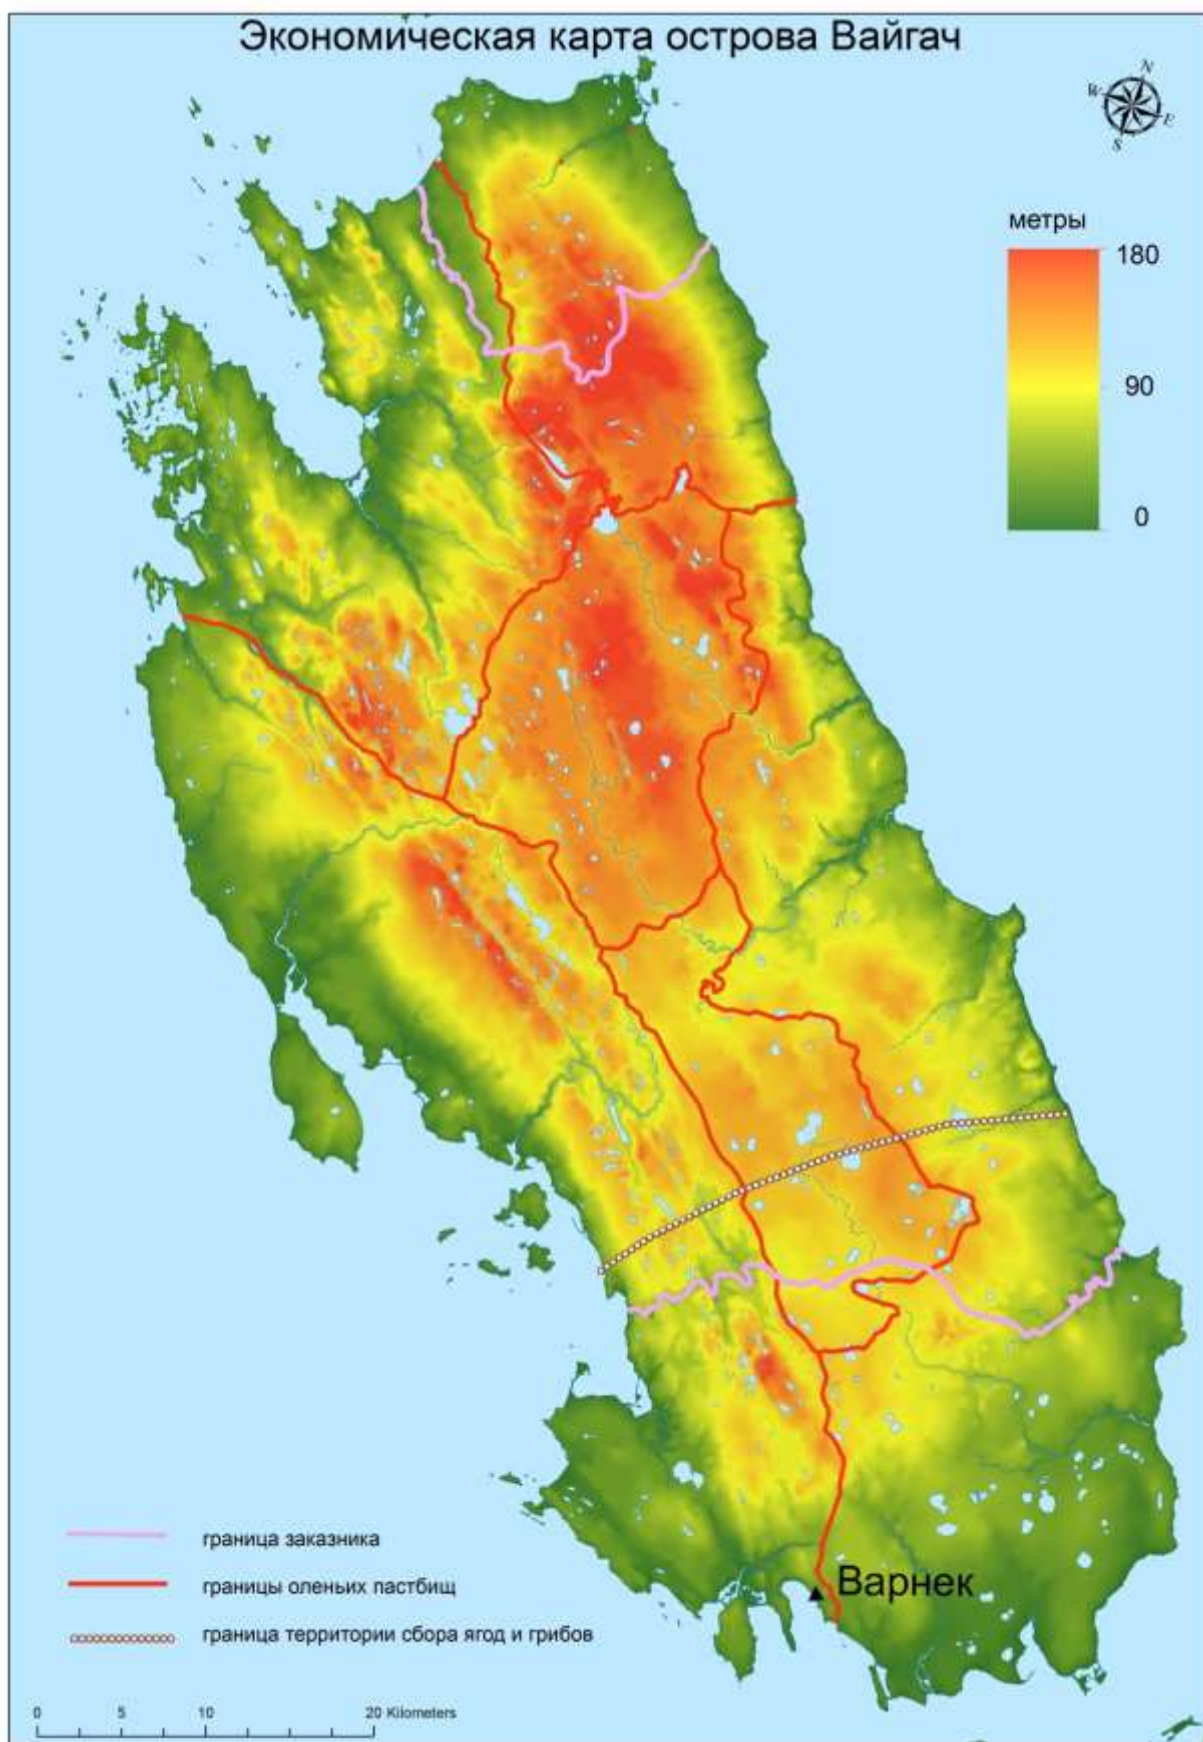 Экономическая карта острова Вайгач
N
W
E
S
метры
180
90
0
граница заказника
границы оленьих пастбищ
Варнек
граница территории сбора ягод и грибов
0 5 10 20 Kilometers